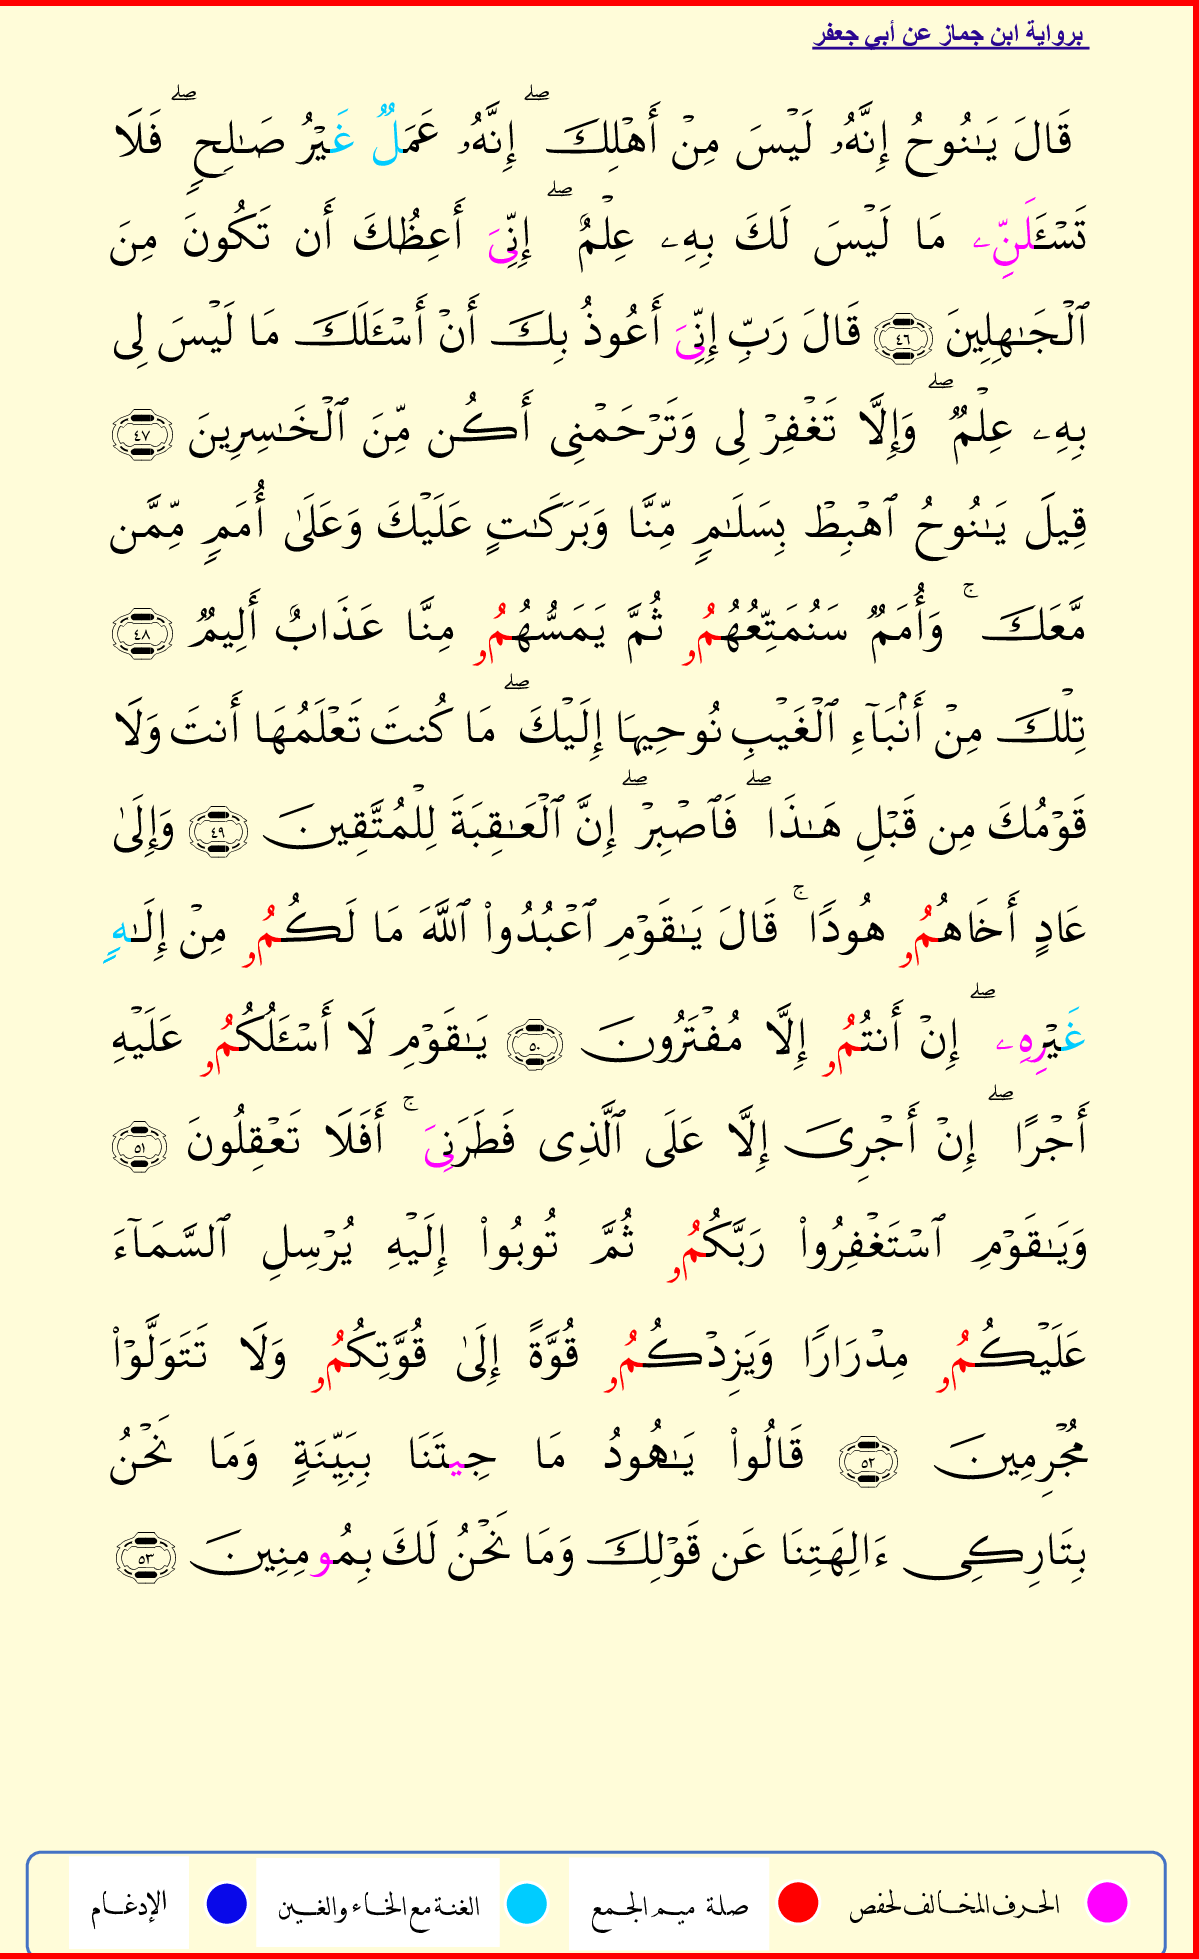 برواية ابن جماز عن أبي جعفر
قَالَ يَـٰنُوحُ إِنَّهُۥ لَيۡسَ مِنۡ أَهۡلِكَۖ إِنَّهُۥ عَمَلٌ غَيۡرُ صَـٰلِحٖۖ فَلَا
تَسۡـَٔلَنِّۦ مَا لَيۡسَ لَكَ بِهِۦ عِلۡمٌۖ إِنِّيَ أَعِظُكَ أَن تَكُونَ مِنَ
ٱلۡجَـٰهِلِينَ ٤٦ قَالَ رَبِّ إِنِّيَ أَعُوذُ بِكَ أَنۡ أَسۡـَٔلَكَ مَا لَيۡسَ لِى
بِهِۦ عِلۡمٞۖ وَإِلَّا تَغۡفِرۡ لِى وَتَرۡحَمۡنِى أَكُن مِّنَ ٱلۡخَـٰسِرِينَ ٤٧
قِيلَ يَـٰنُوحُ ٱهۡبِطۡ بِسَلَـٰمٖ مِّنَّا وَبَرَكَـٰتٍ عَلَيۡكَ وَعَلَىٰٓ أُمَمٖ مِّمَّن
مَّعَكَۚ وَأُمَمٞ سَنُمَتِّعُهُمُۥ ثُمَّ يَمَسُّهُمُۥ مِنَّا عَذَابٌ أَلِيمٞ ٤٨
تِلۡكَ مِنۡ أَنۢبَآءِ ٱلۡغَيۡبِ نُوحِيهَا إِلَيۡكَۖ مَا كُنتَ تَعۡلَمُهَا أَنتَ وَلَا
قَوۡمُكَ مِن قَبۡلِ هَـٰذَاۖ فَٱصۡبِرۡۖ إِنَّ ٱلۡعَـٰقِبَةَ لِلۡمُتَّقِينَ ٤٩ وَإِلَىٰ
عَادٍ أَخَاهُمُۥ هُودٗاۚ قَالَ يَـٰقَوۡمِ ٱعۡبُدُواْ ٱللَّهَ مَا لَكُمُۥ مِنۡ إِلَـٰهٍ
غَيۡرِهِۦۖ إِنۡ أَنتُمُۥ إِلَّا مُفۡتَرُونَ ٥٠ يَـٰقَوۡمِ لَا أَسۡـَٔلُكُمُۥ عَلَيۡهِ
أَجۡرًاۖ إِنۡ أَجۡرِىَ إِلَّا عَلَى ٱلَّذِى فَطَرَنِيَۚ أَفَلَا تَعۡقِلُونَ ٥١
وَيَـٰقَوۡمِ ٱسۡتَغۡفِرُواْ رَبَّكُمُۥ ثُمَّ تُوبُواْ إِلَيۡهِ يُرۡسِلِ ٱلسَّمَآءَ
عَلَيۡكُمُۥ مِدۡرَارٗا وَيَزِدۡكُمُۥ قُوَّةً إِلَىٰ قُوَّتِكُمُۥ وَلَا تَتَوَلَّوۡاْ
مُجۡرِمِينَ ٥٢ قَالُواْ يَـٰهُودُ مَا جِيتَنَا بِبَيِّنَةٖ وَمَا نَحۡنُ
بِتَارِكِى ءَالِهَتِنَا عَن قَوۡلِكَ وَمَا نَحۡنُ لَكَ بِمُومِنِينَ ٥٣
الحرف المخالف لحفص صلة ميم الجمع الغنة مع الخاء والغين الإدغام